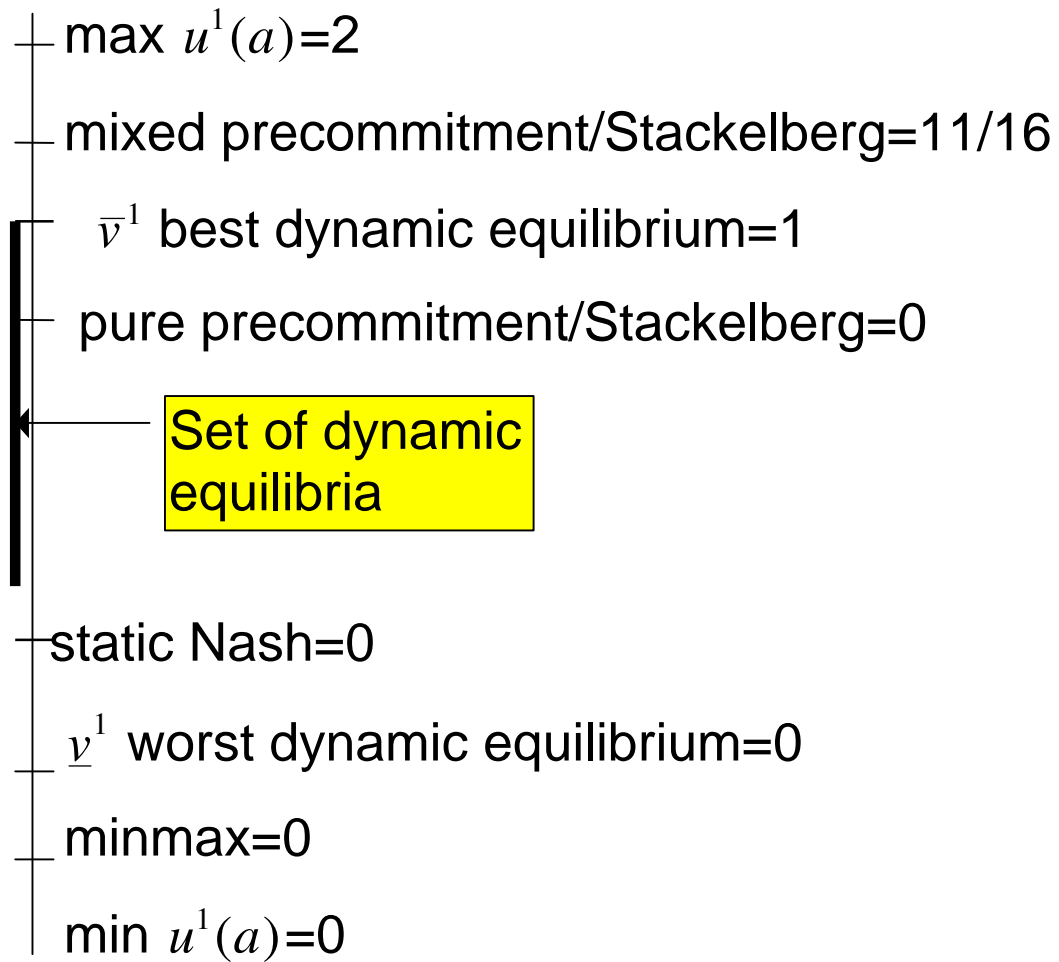 max u¹(a)=2
mixed precommitment/Stackelberg=11/16
v̅¹ best dynamic equilibrium=1
pure precommitment/Stackelberg=0
Set of dynamic
equilibria
static Nash=0
v̲¹ worst dynamic equilibrium=0
minmax=0
min u¹(a)=0